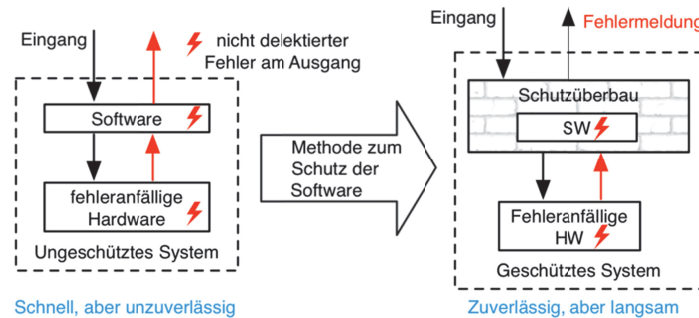 Eingang
nicht detektierter
Fehler am Ausgang
Software
fehleranfällige
Hardware
Ungeschütztes System
Schnell, aber unzuverlässig
Methode zum
Schutz der
Software
Eingang
Fehlermeldung
Schutzüberbau
SW
Fehleranfällige
HW
Geschütztes System
Zuverlässig, aber langsam